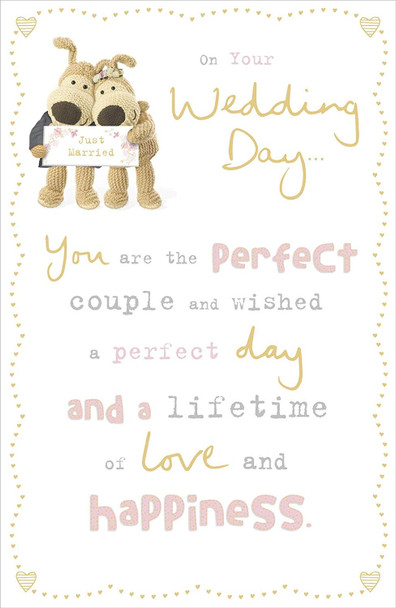 On Your
Wedding
Day...
Just
Married
You are the perfect
couple and wished
a perfect day
and a lifetime
of love and
happiness.